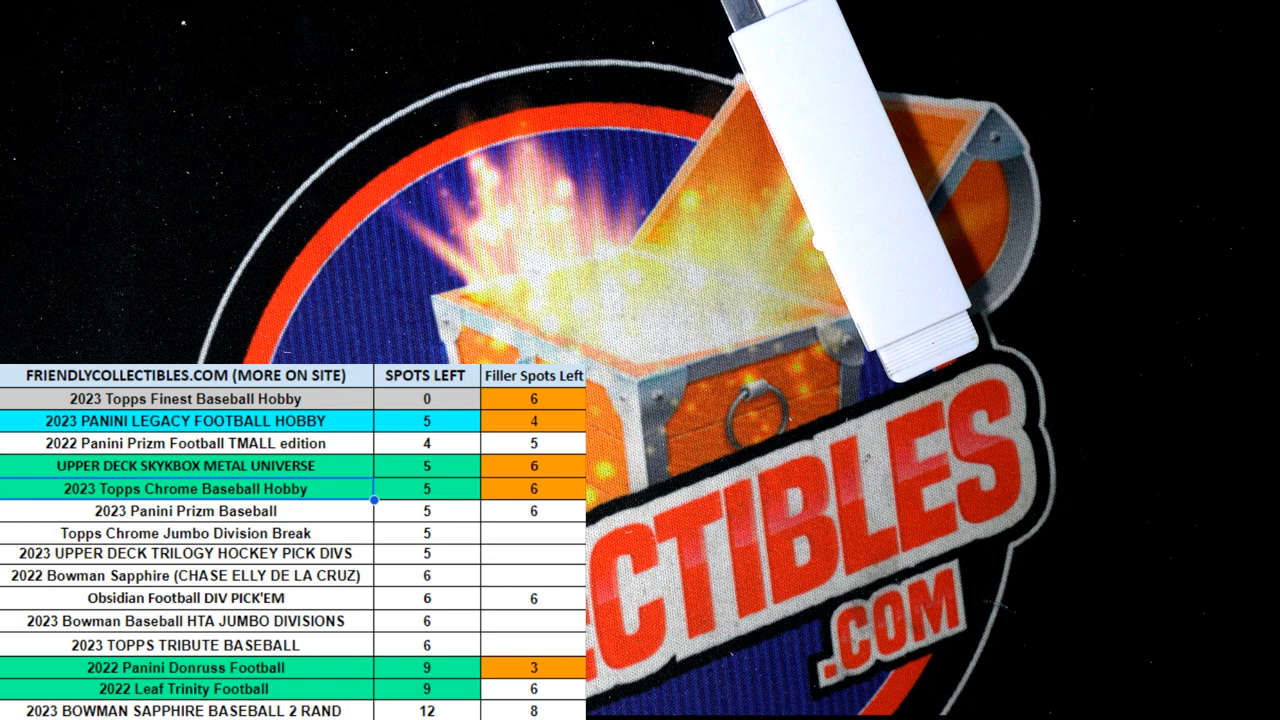 FRIENDLYCOLLECTIBLES.COM (MORE ON SITE) SPOTS LEFT Filler Spots Left
2023 Topps Finest Baseball Hobby 0 6
2023 PANINI LEGACY FOOTBALL HOBBY 5 4
2022 Panini Prizm Football TMALL edition 4 5
UPPER DECK SKYKBOX METAL UNIVERSE 5 6
2023 Topps Chrome Baseball Hobby 5 6
2023 Panini Prizm Baseball 5 6
Topps Chrome Jumbo Division Break 5
2023 UPPER DECK TRILOGY HOCKEY PICK DIVS 5
2022 Bowman Sapphire (CHASE ELLY DE LA CRUZ) 6
Obsidian Football DIV PICK'EM 6 6
2023 Bowman Baseball HTA JUMBO DIVISIONS 6
2023 TOPPS TRIBUTE BASEBALL 6
2022 Panini Donruss Football 9 3
2022 Leaf Trinity Football 9 6
2023 BOWMAN SAPPHIRE BASEBALL 2 RAND 12 8
ECTIBLES
.COM